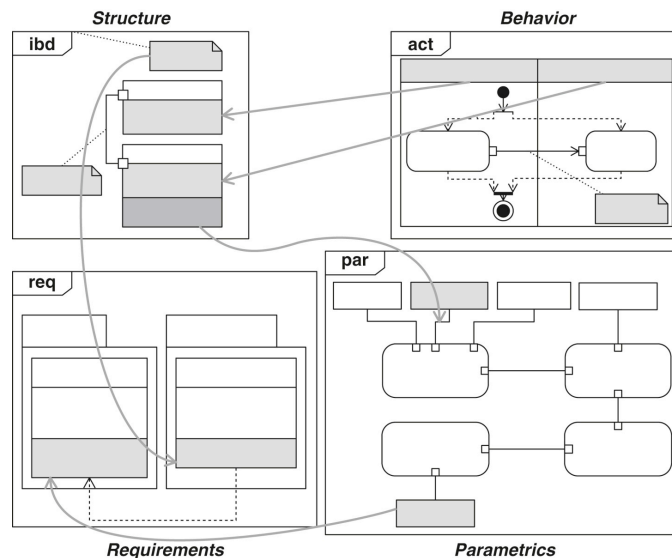 Structure
Behavior
ibd
act
req
par
Requirements
Parametrics